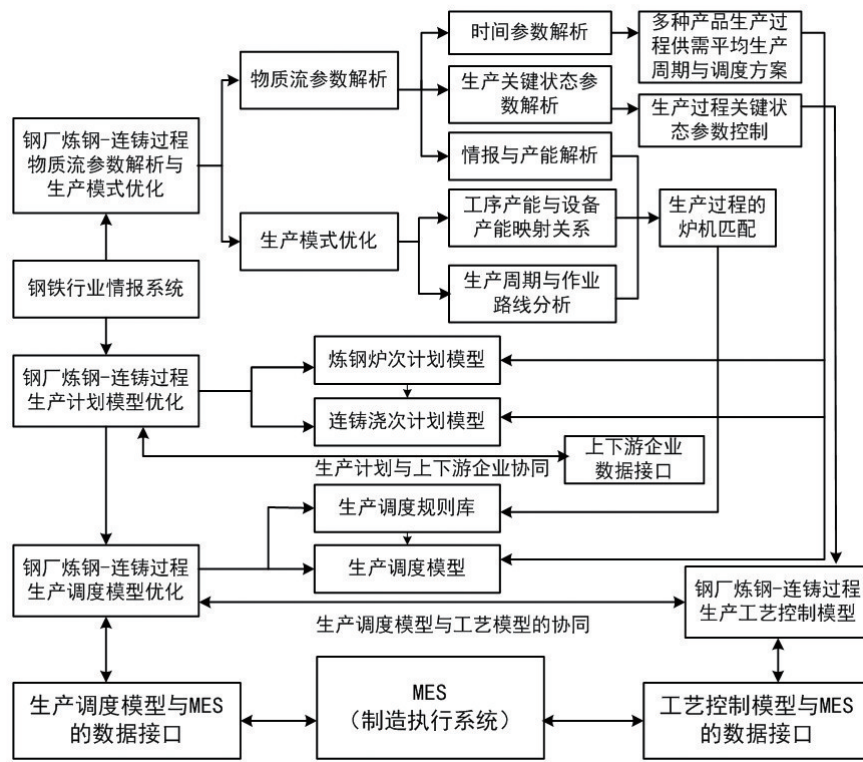 时间参数解析
多种产品生产过
程供需平均生产
周期与调度方案
物质流参数解析
生产关键状态参
数解析
生产过程关键状
态参数控制
钢厂炼钢-连铸过程
物质流参数解析与
生产模式优化
情报与产能解析
生产模式优化
工序产能与设备
产能映射关系
生产过程的
炉机匹配
钢铁行业情报系统
生产周期与作业
路线分析
钢厂炼钢-连铸过程
生产计划模型优化
炼钢炉次计划模型
连铸浇次计划模型
生产计划与上下游企业协同
上下游企业
数据接口
生产调度规则库
钢厂炼钢-连铸过程
生产调度模型优化
生产调度模型
钢厂炼钢-连铸过程
生产工艺控制模型
生产调度模型与工艺模型的协同
生产调度模型与MES
的数据接口
MES
（制造执行系统）
工艺控制模型与MES
的数据接口